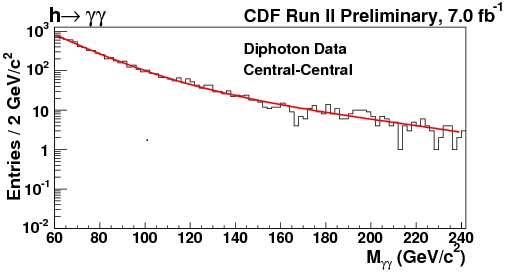 h→γγ CDF Run II Preliminary, 7.0 fb⁻¹
Diphoton Data
Central-Central
Entries / 2 GeV/c²
10³
10²
10
1
10⁻¹
10⁻²
60 80 100 120 140 160 180 200 220 240
Mγγ (GeV/c²)